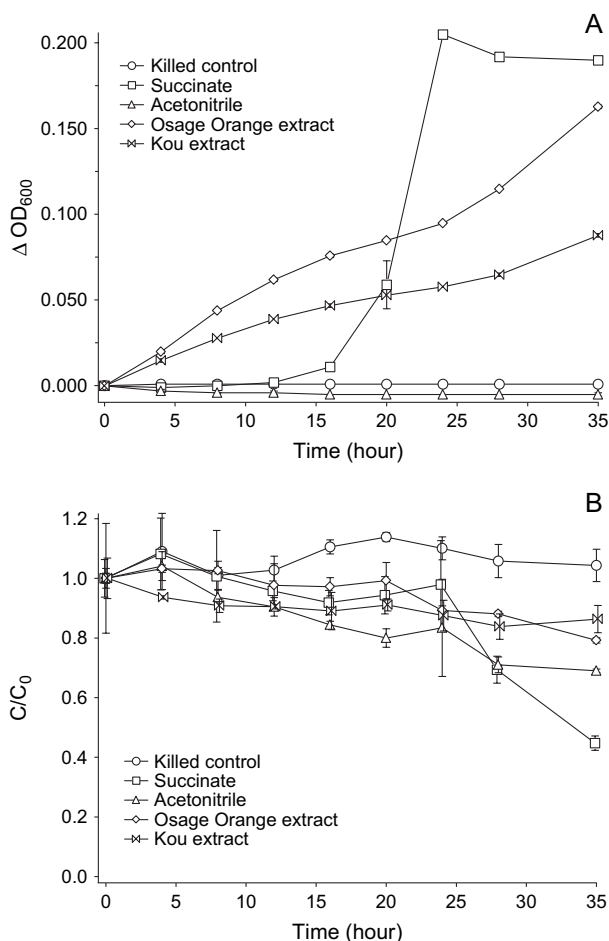 A
0.200
0.150
0.100
0.050
0.000
Δ OD600
Killed control
Succinate
Acetonitrile
Osage Orange extract
Kou extract
0 5 10 15 20 25 30 35
Time (hour)
B
1.2
1.0
0.8
0.6
0.4
0.2
0.0
C/C0
Killed control
Succinate
Acetonitrile
Osage Orange extract
Kou extract
0 5 10 15 20 25 30 35
Time (hour)